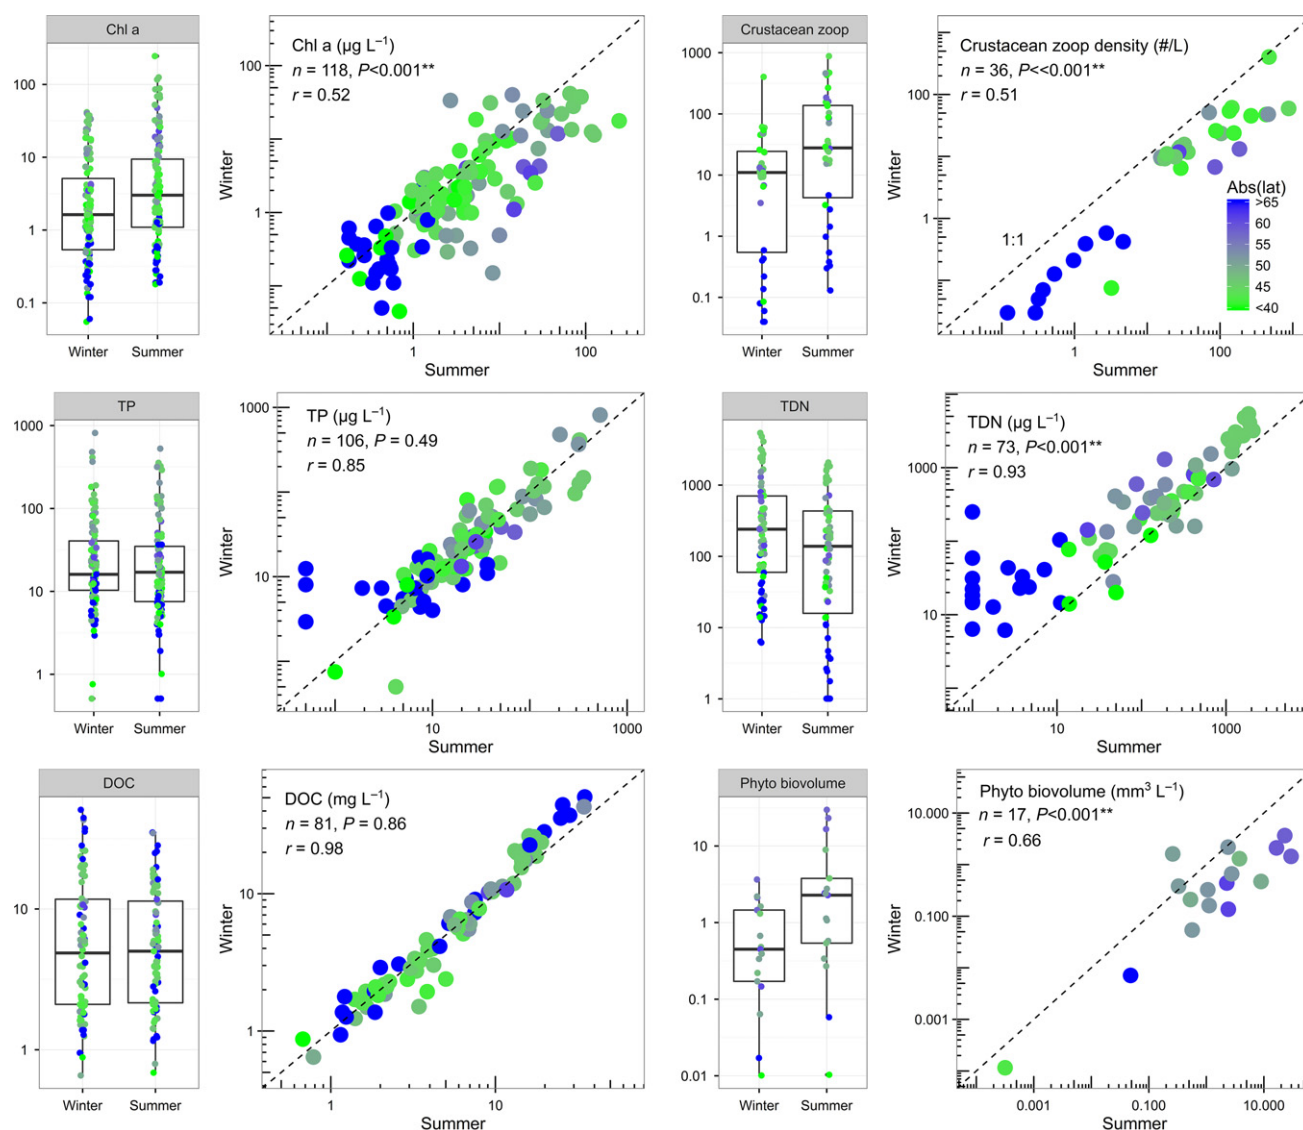 Chl a
100
10
1
0.1
Winter
Summer
Chl a (µg L⁻¹)
n = 118, P<0.001**
r = 0.52
Winter
100
1
1
100
Summer
Crustacean zoop
1000
100
10
1
0.1
Winter
Summer
Crustacean zoop density (#/L)
n = 36, P<<0.001**
r = 0.51
Winter
100
1
1:1
Abs(lat)
>65
60
55
50
45
<40
1
100
Summer
TP
1000
100
10
1
Winter
Summer
TP (µg L⁻¹)
n = 106, P = 0.49
r = 0.85
Winter
1000
10
10
1000
Summer
TDN
1000
100
10
1
Winter
Summer
TDN (µg L⁻¹)
n = 73, P<0.001**
r = 0.93
Winter
1000
10
10
1000
Summer
DOC
10
1
Winter
Summer
DOC (mg L⁻¹)
n = 81, P = 0.86
r = 0.98
Winter
10
1
1
10
Summer
Phyto biovolume
10
1
0.1
0.01
Winter
Summer
Phyto biovolume (mm³ L⁻¹)
n = 17, P<0.001**
r = 0.66
Winter
10.000
0.100
0.001
0.001
0.100
10.000
Summer